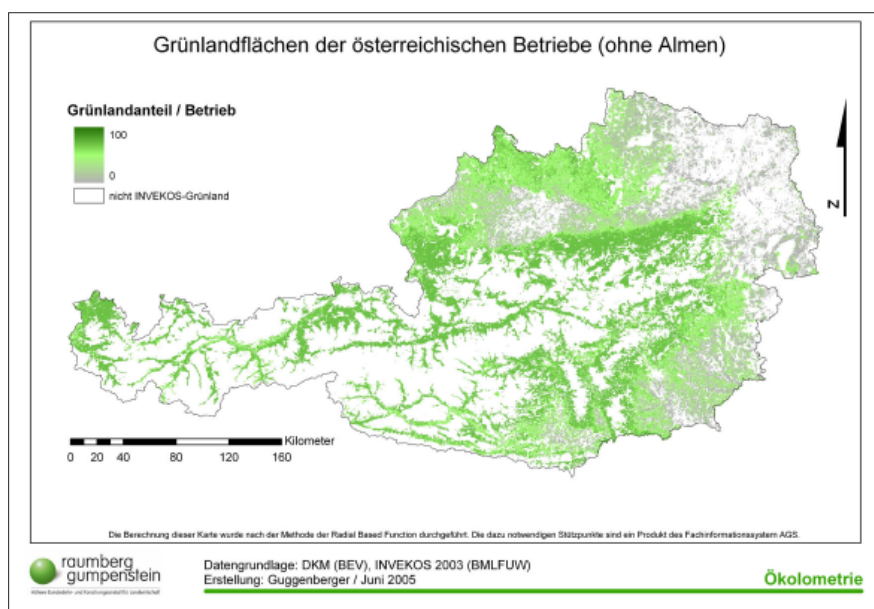 Grünlandflächen der österreichischen Betriebe (ohne Almen)
Grünlandanteil / Betrieb
100
0
nicht INVEKOS-Grünland
N
Kilometer
0 20 40 80 120 160
Die Berechnung dieser Karte wurde nach der Methode der Radial Based Function durchgeführt. Die dazu notwendigen Stützpunkte sind ein Produkt des Fachinformationssystem AGS.
raumberg
gumpenstein
Datengrundlage: DKM (BEV), INVEKOS 2003 (BMLFUW)
Erstellung: Guggenberger / Juni 2005
Ökolometrie